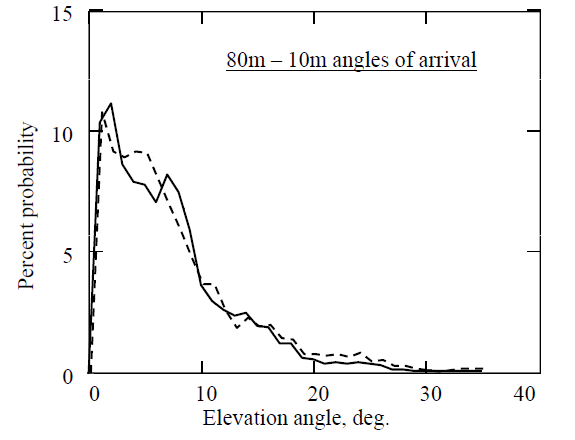 15
80m – 10m angles of arrival
10
Percent probability
5
0
0 10 20 30 40
Elevation angle, deg.